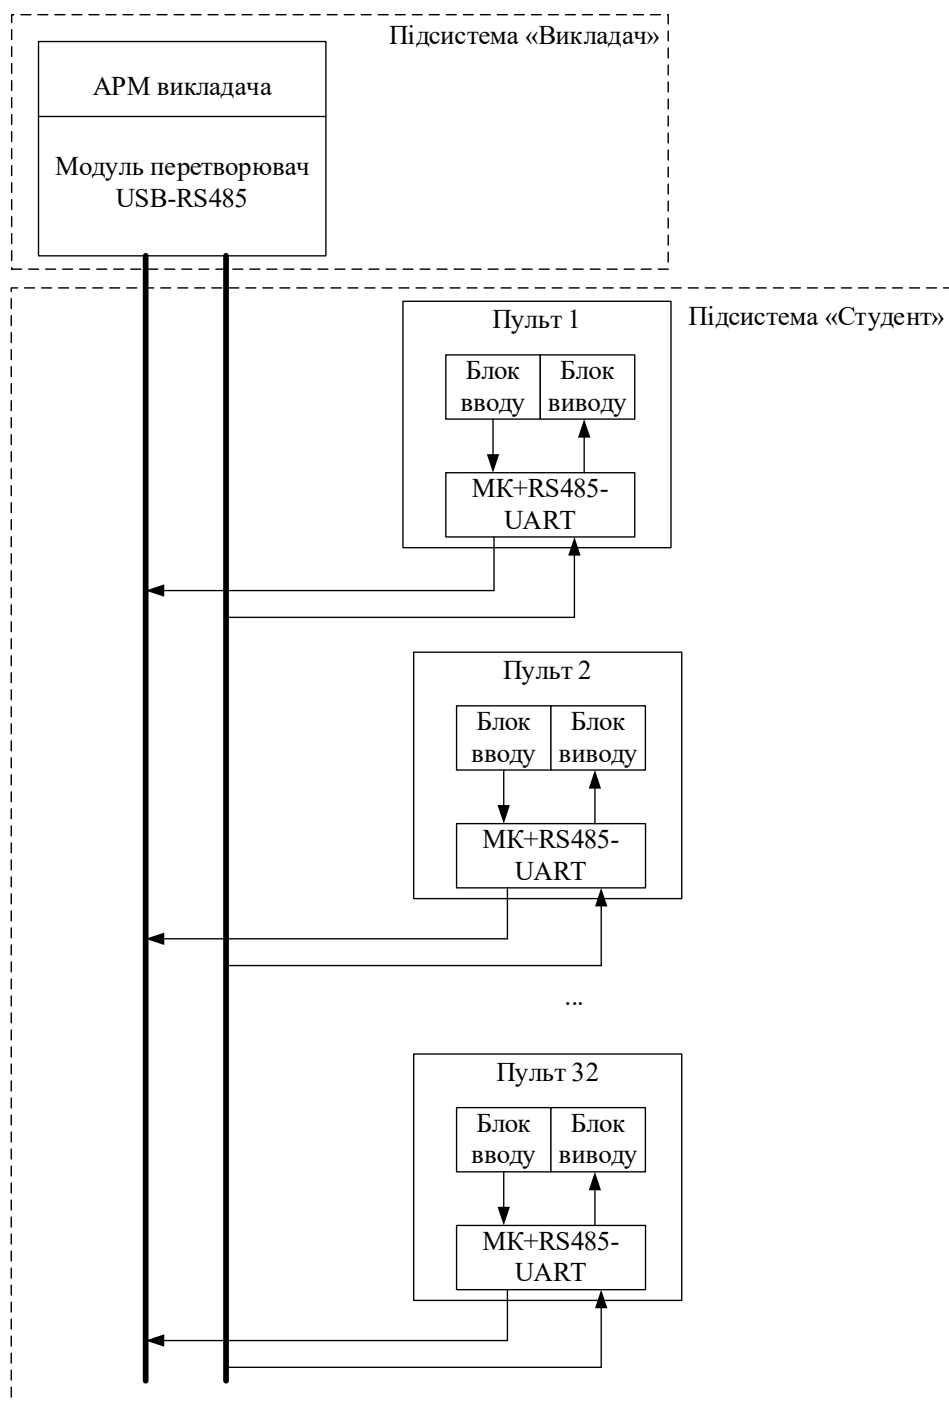 Підсистема «Викладач»
АРМ викладача
Модуль перетворювач
USB-RS485
Підсистема «Студент»
Пульт 1
Блок
вводу
Блок
виводу
МК+RS485-
UART
Пульт 2
Блок
вводу
Блок
виводу
МК+RS485-
UART
...
Пульт 32
Блок
вводу
Блок
виводу
МК+RS485-
UART